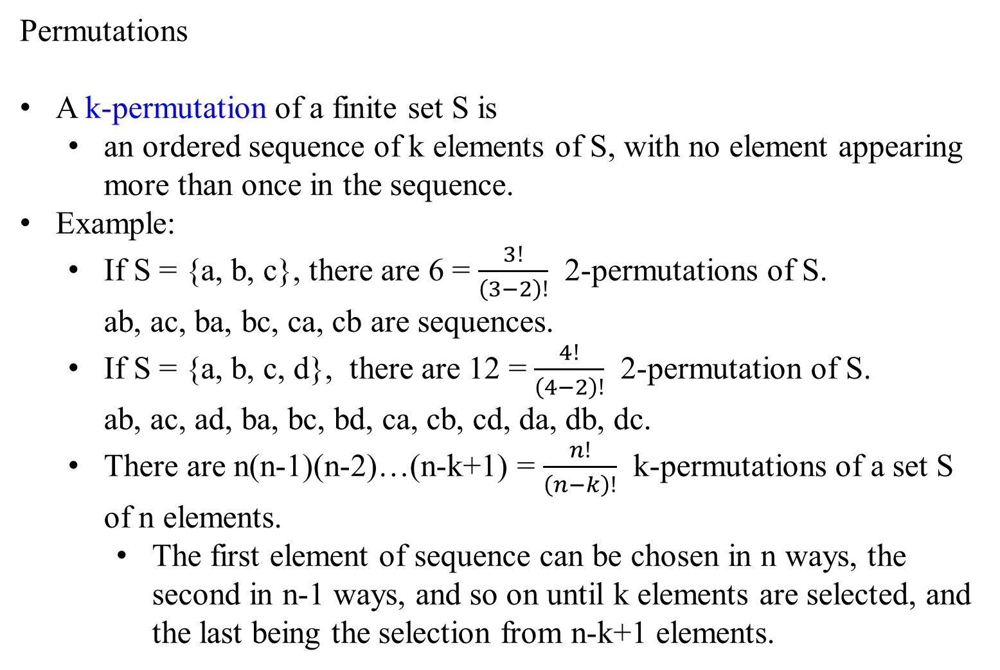 Permutations
• A k-permutation of a finite set S is
• an ordered sequence of k elements of S, with no element appearing
more than once in the sequence.
• Example:
• If S = {a, b, c}, there are 6 = \frac{3!}{(3−2)!} 2-permutations of S.
ab, ac, ba, bc, ca, cb are sequences.
• If S = {a, b, c, d}, there are 12 = \frac{4!}{(4−2)!} 2-permutation of S.
ab, ac, ad, ba, bc, bd, ca, cb, cd, da, db, dc.
• There are n(n-1)(n-2)…(n-k+1) = \frac{n!}{(n−k)!} k-permutations of a set S
of n elements.
• The first element of sequence can be chosen in n ways, the
second in n-1 ways, and so on until k elements are selected, and
the last being the selection from n-k+1 elements.